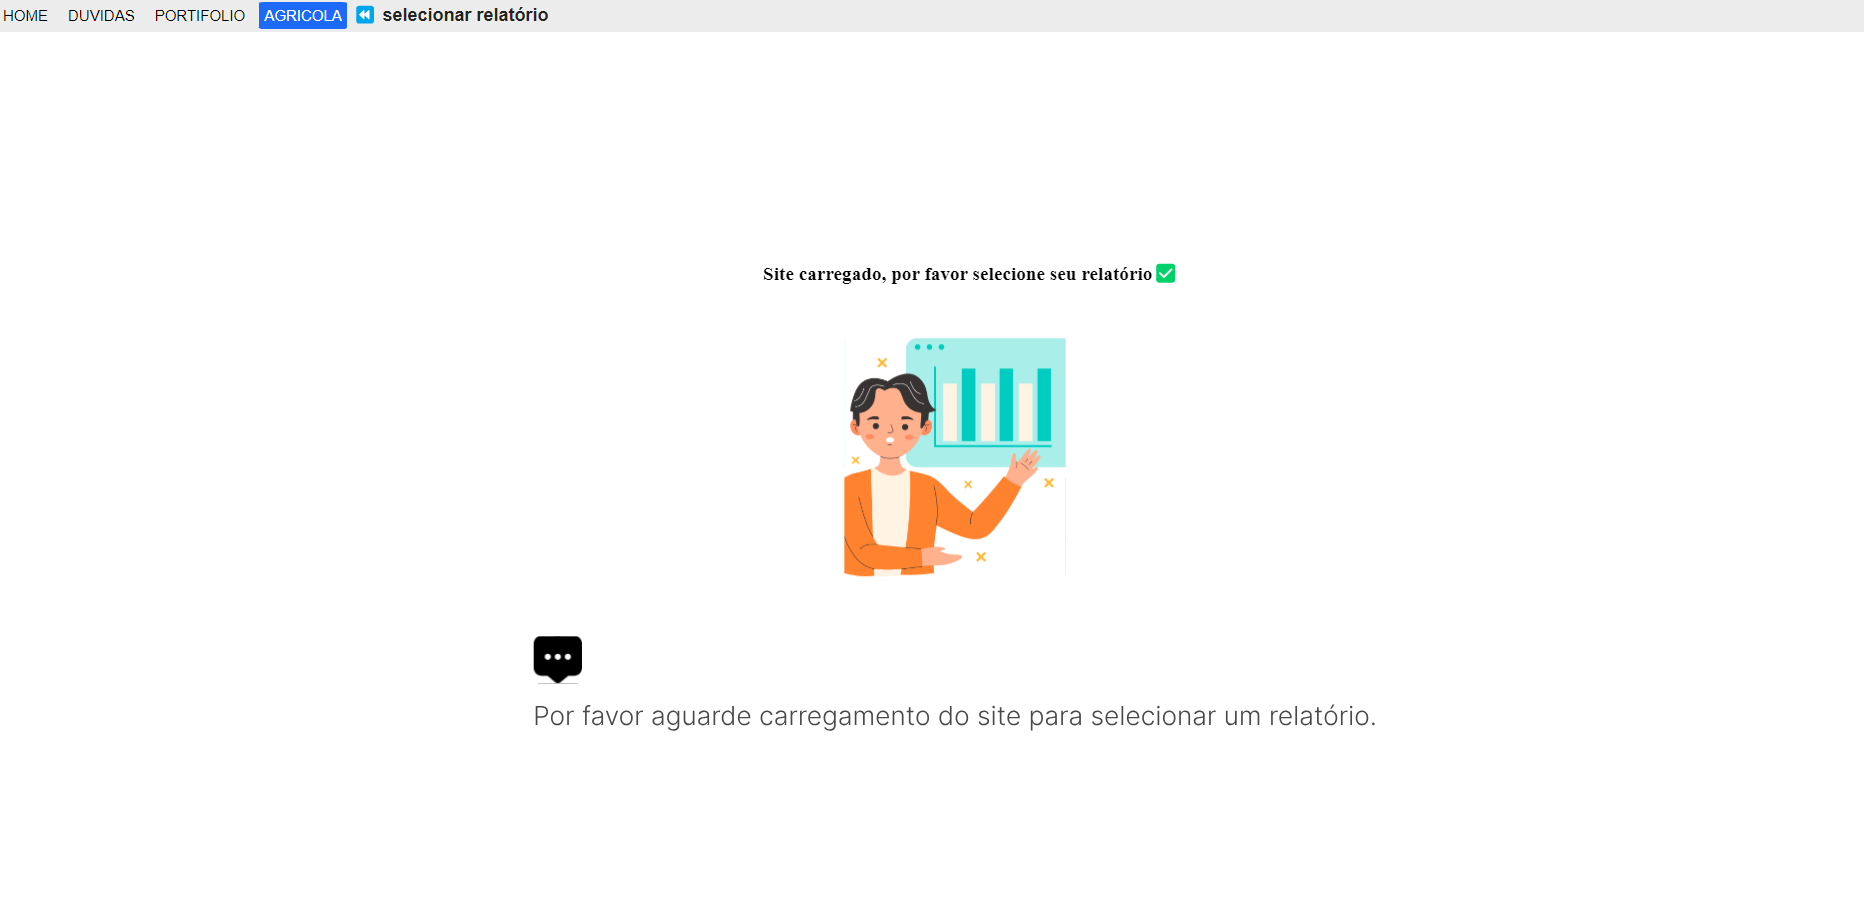 HOME DUVIDAS PORTIFOLIO AGRICOLA ⏪ selecionar relatório
Site carregado, por favor selecione seu relatório ✅
Por favor aguarde carregamento do site para selecionar um relatório.